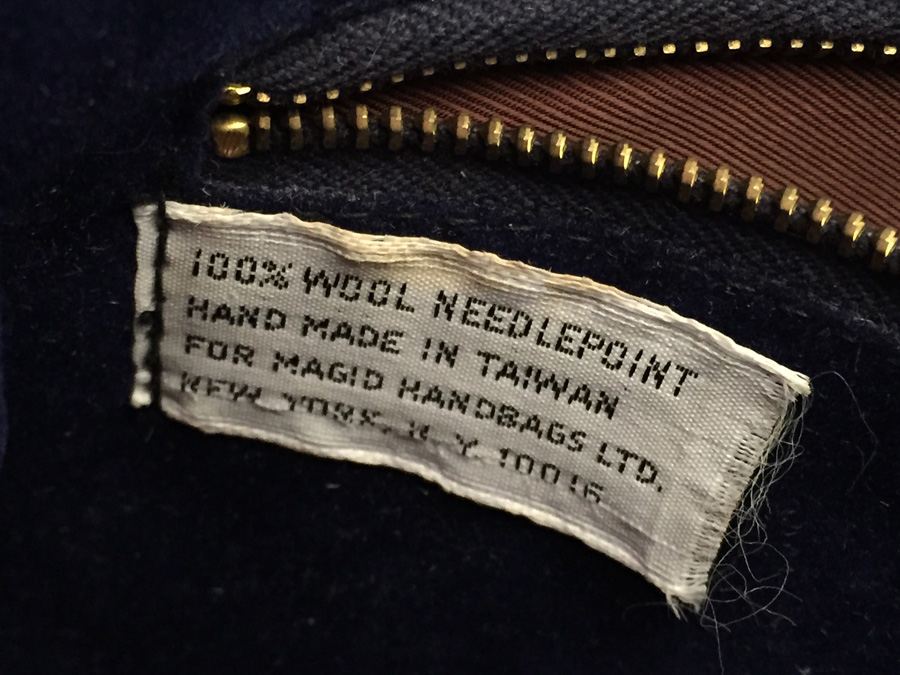 100% WOOL NEEDLEPOINT
HAND MADE IN TAIWAN
FOR MAGID HANDBAGS LTD.
NEW YORK, N.Y. 10016